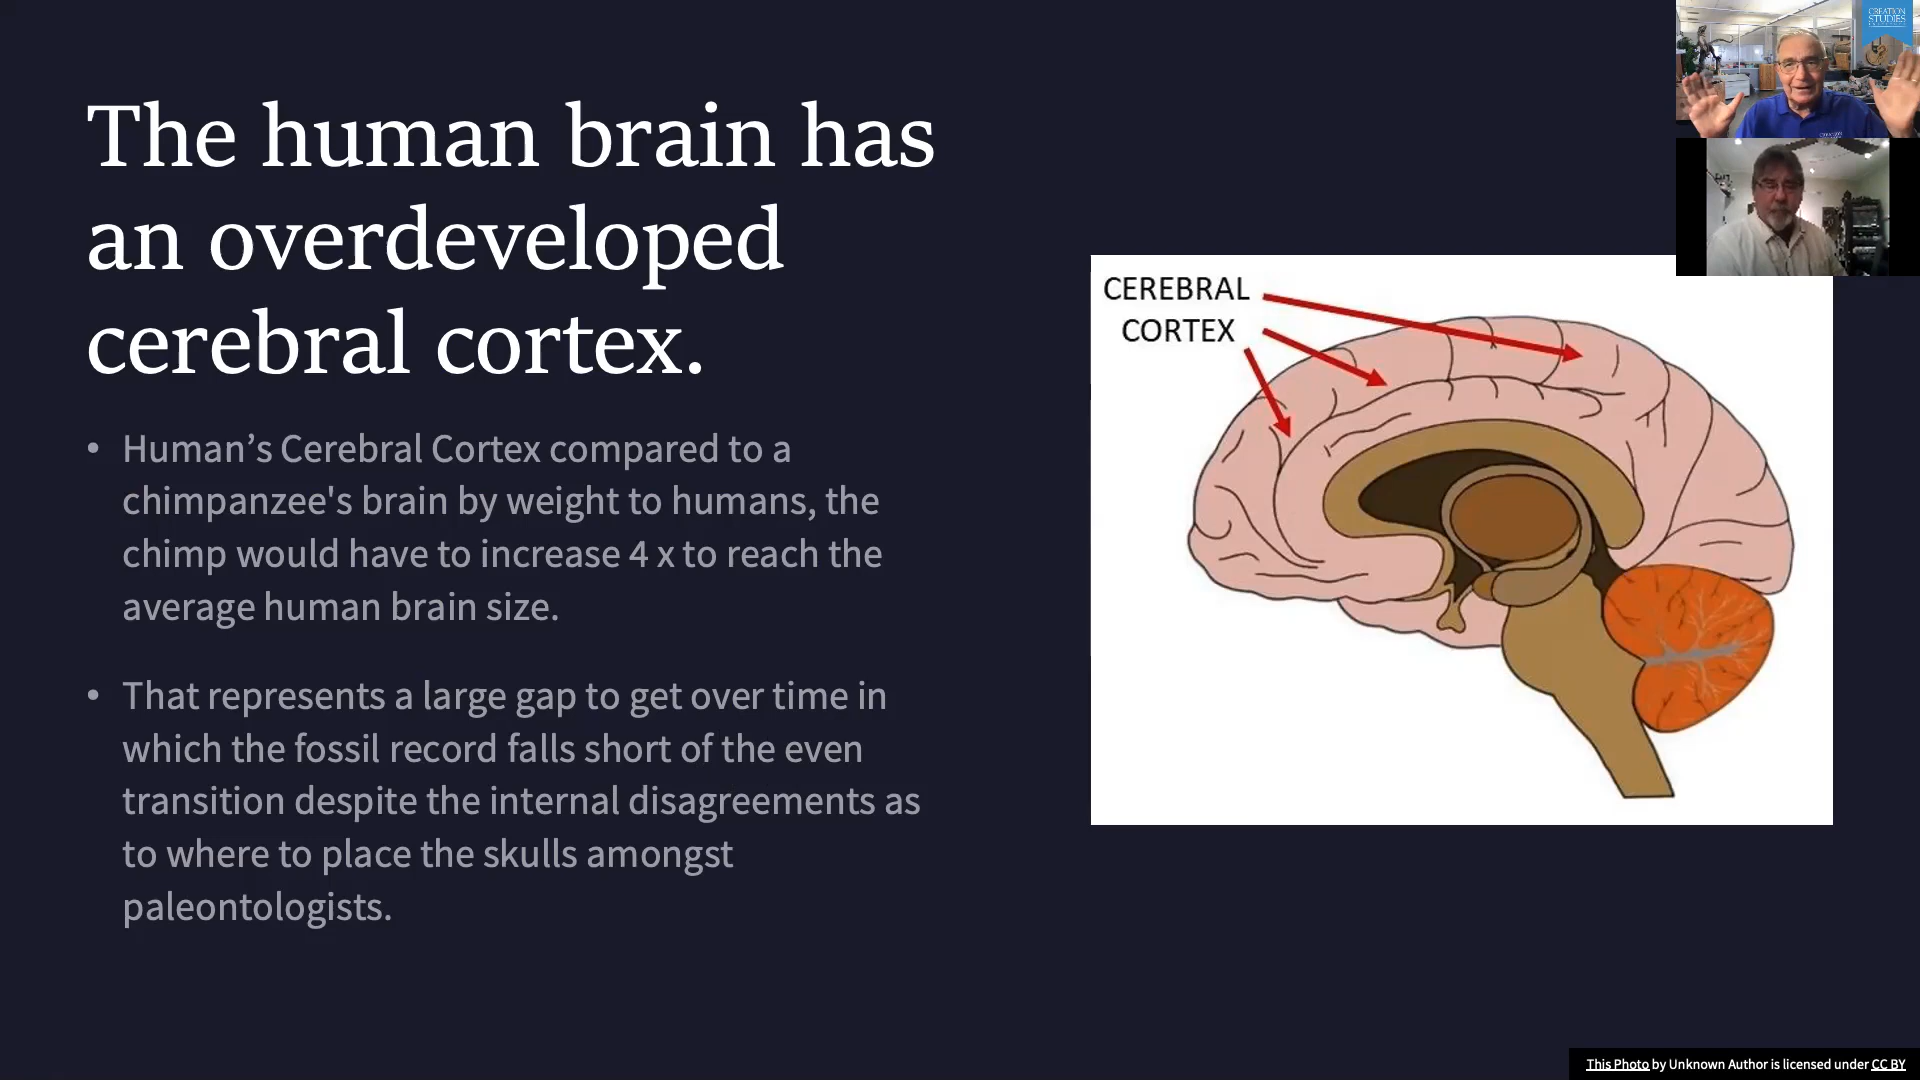 The human brain has
an overdeveloped
cerebral cortex.
• Human’s Cerebral Cortex compared to a
chimpanzee's brain by weight to humans, the
chimp would have to increase 4 x to reach the
average human brain size.
• That represents a large gap to get over time in
which the fossil record falls short of the even
transition despite the internal disagreements as
to where to place the skulls amongst
paleontologists.
CEREBRAL
CORTEX
CREATION
STUDIES
This Photo by Unknown Author is licensed under CC BY